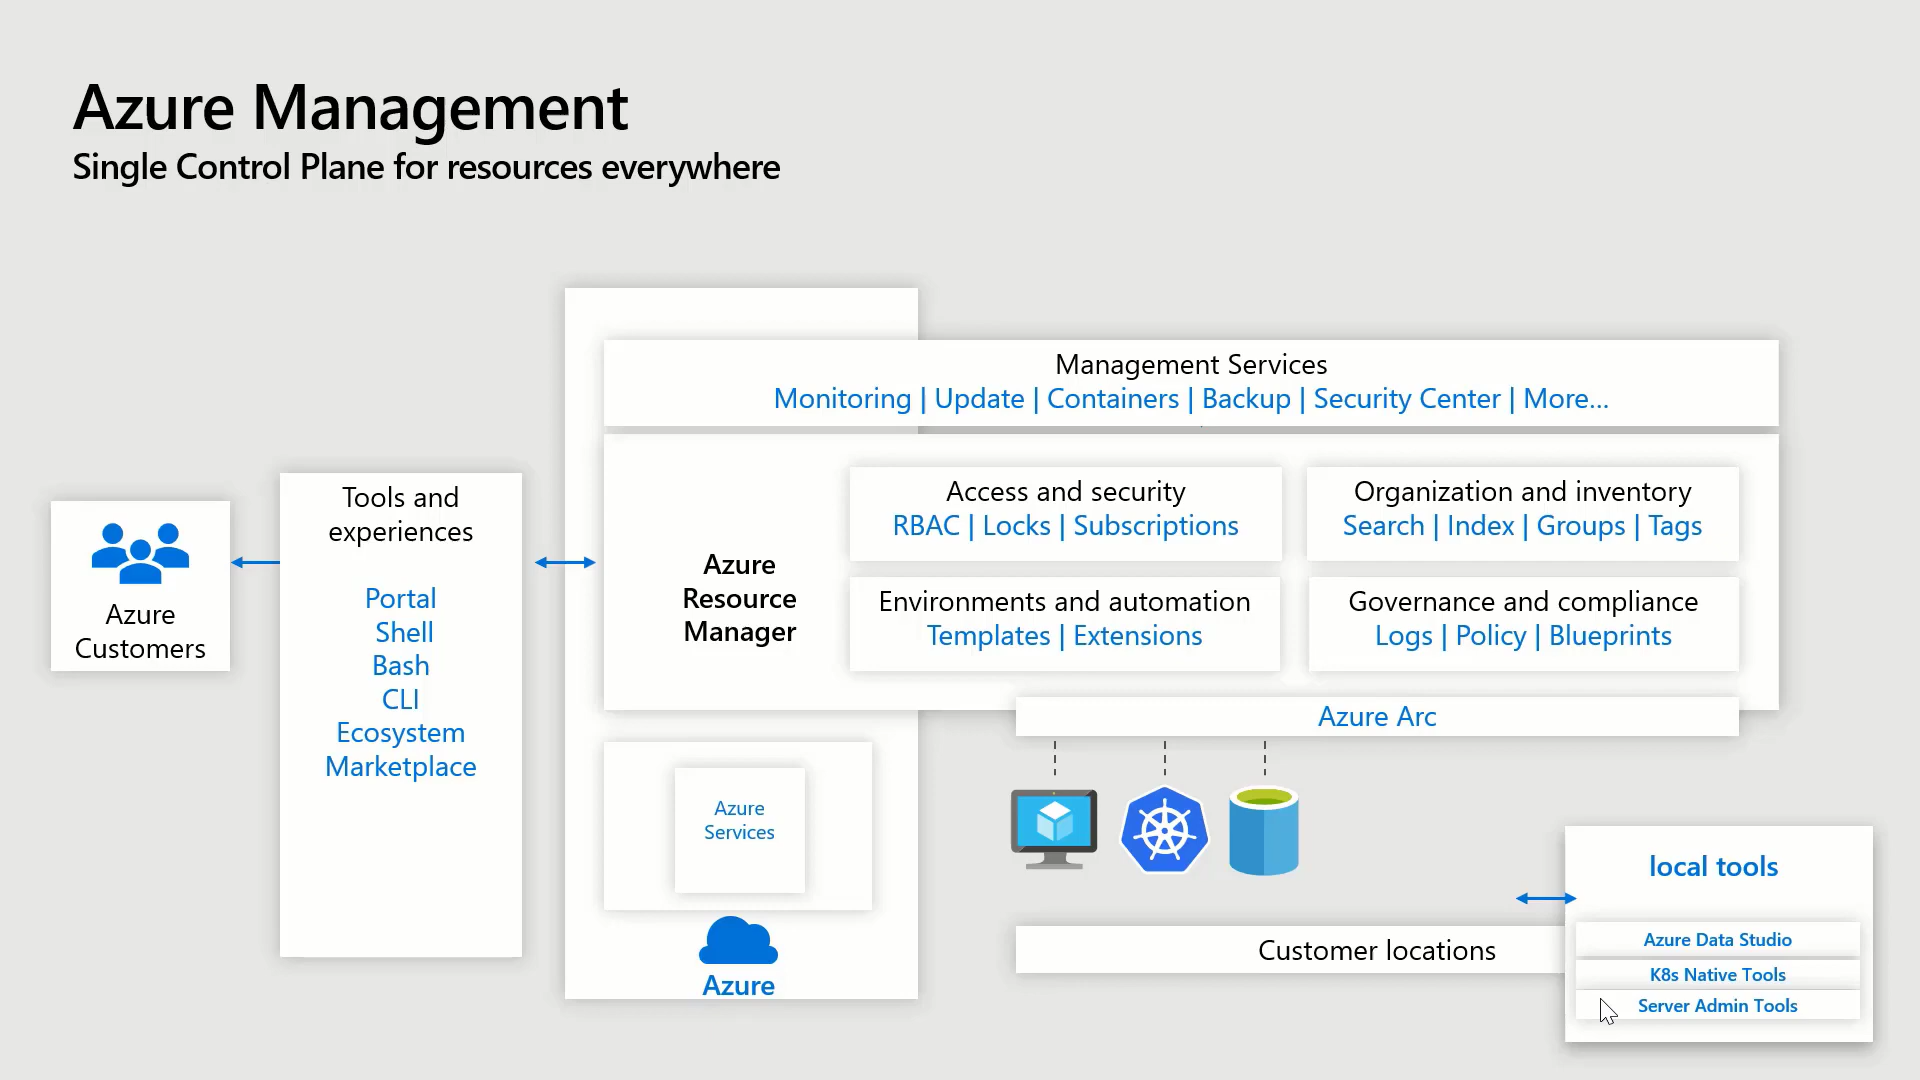 Azure Management
Single Control Plane for resources everywhere
Management Services
Monitoring | Update | Containers | Backup | Security Center | More...
Azure
Customers
Tools and
experiences
Portal
Shell
Bash
CLI
Ecosystem
Marketplace
Azure
Resource
Manager
Access and security
RBAC | Locks | Subscriptions
Organization and inventory
Search | Index | Groups | Tags
Environments and automation
Templates | Extensions
Governance and compliance
Logs | Policy | Blueprints
Azure Arc
Azure
Services
Azure
Customer locations
local tools
Azure Data Studio
K8s Native Tools
Server Admin Tools